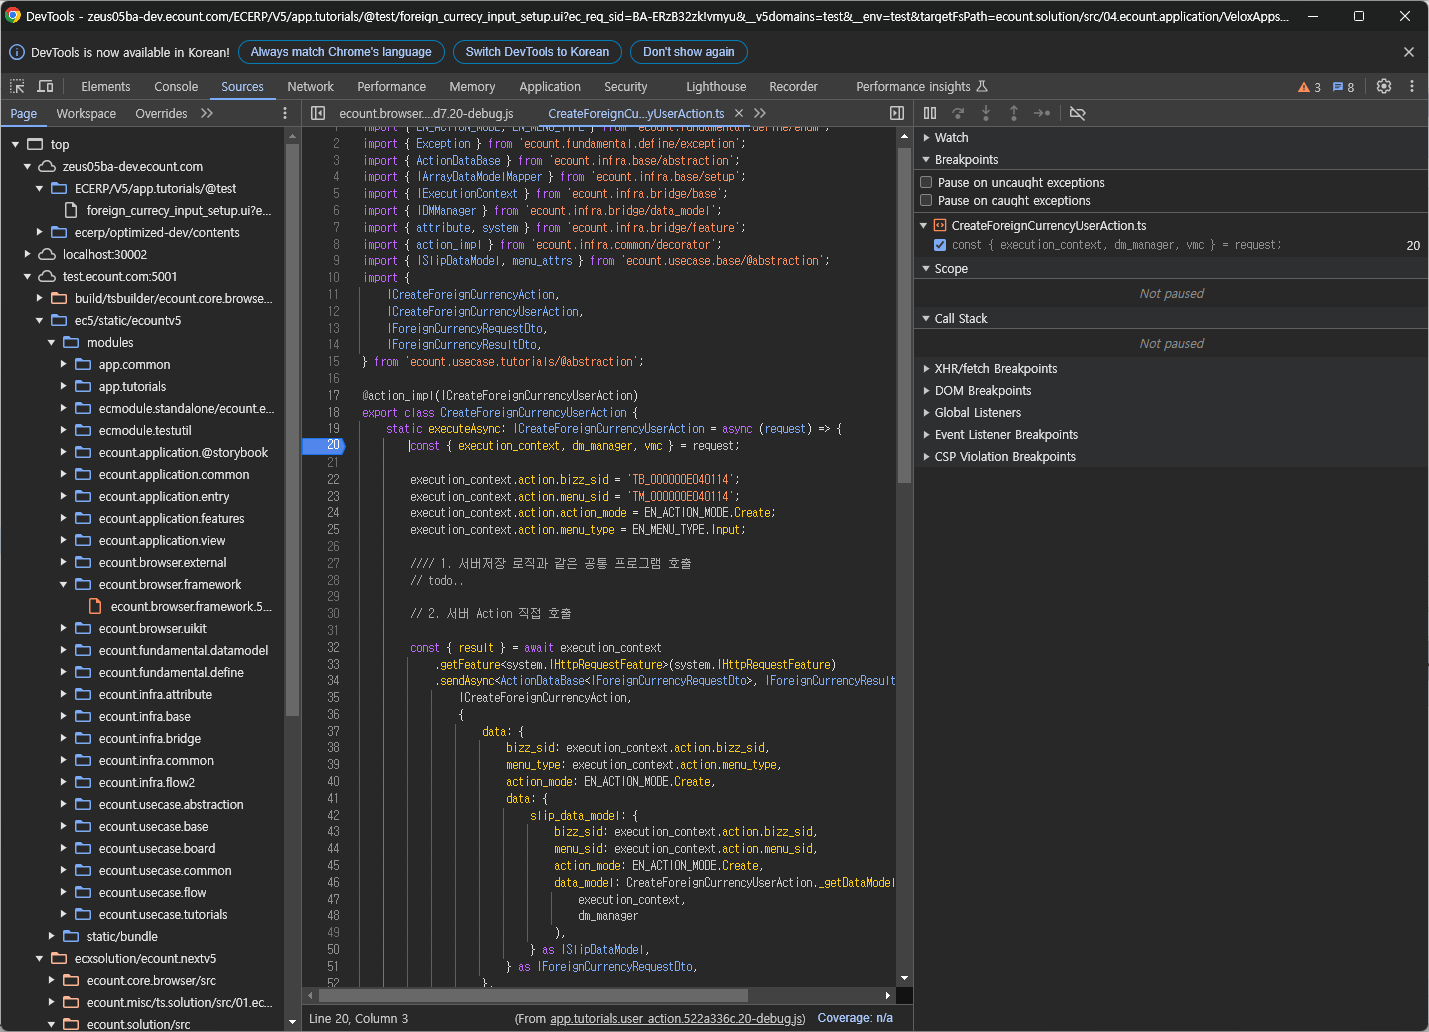 DevTools - zeus05ba-dev.ecount.com/ECERP/V5/app.tutorials/@test/foreign_currecy_input_setup.ui?ec_req_sid=BA-ERzB32zk!vmyu&__v5domains=test&__env=test&targetFsPath=ecount.solution/src/04.ecount.application/VeloxApps...
DevTools is now available in Korean!
Always match Chrome's language
Switch DevTools to Korean
Don't show again
Elements
Console
Sources
Network
Performance
Memory
Application
Security
Lighthouse
Recorder
Performance insights
3
8
Page
Workspace
Overrides
ecount.browser....d7.20-debug.js
CreateForeignCu...yUserAction.ts
top
zeus05ba-dev.ecount.com
ECERP/V5/app.tutorials/@test
foreign_currecy_input_setup.ui?e...
ecerp/optimized-dev/contents
localhost:30002
test.ecount.com:5001
build/tsbuilder/ecount.core.browse...
ec5/static/ecountv5
modules
app.common
app.tutorials
ecmodule.standalone/ecount.e...
ecmodule.testutil
ecount.application.@storybook
ecount.application.common
ecount.application.entry
ecount.application.features
ecount.application.view
ecount.browser.external
ecount.browser.framework
ecount.browser.framework.5...
ecount.browser.uikit
ecount.fundamental.datamodel
ecount.fundamental.define
ecount.infra.attribute
ecount.infra.base
ecount.infra.bridge
ecount.infra.common
ecount.infra.flow2
ecount.usecase.abstraction
ecount.usecase.base
ecount.usecase.board
ecount.usecase.common
ecount.usecase.flow
ecount.usecase.tutorials
static/bundle
ecxsolution/ecount.nextv5
ecount.core.browser/src
ecount.misc/ts.solution/src/01.ec...
ecount.solution/src
1 import { EN_ACTION_MODE, EN_MENU_TYPE } from 'ecount.fundamental.define/enum';
2 import { Exception } from 'ecount.fundamental.define/exception';
3 import { ActionDataBase } from 'ecount.infra.base/abstraction';
4 import { IArrayDataModelMapper } from 'ecount.infra.base/setup';
5 import { IExecutionContext } from 'ecount.infra.bridge/base';
6 import { IDMManager } from 'ecount.infra.bridge/data_model';
7 import { attribute, system } from 'ecount.infra.bridge/feature';
8 import { action_impl } from 'ecount.infra.common/decorator';
9 import { ISlipDataModel, menu_attrs } from 'ecount.usecase.base/@abstraction';
10 import {
11 ICreateForeignCurrencyAction,
12 ICreateForeignCurrencyUserAction,
13 IForeignCurrencyRequestDto,
14 IForeignCurrencyResultDto,
15 } from 'ecount.usecase.tutorials/@abstraction';
16
17 @action_impl(ICreateForeignCurrencyUserAction)
18 export class CreateForeignCurrencyUserAction {
19 static executeAsync: ICreateForeignCurrencyUserAction = async (request) => {
20 const { execution_context, dm_manager, vmc } = request;
21
22 execution_context.action.bizz_sid = 'TB_000000E040114';
23 execution_context.action.menu_sid = 'TM_000000E040114';
24 execution_context.action.action_mode = EN_ACTION_MODE.Create;
25 execution_context.action.menu_type = EN_MENU_TYPE.Input;
26
27 //// 1. 서버저장 로직과 같은 공통 프로그램 호출
28 // todo..
29
30 // 2. 서버 Action 직접 호출
31
32 const { result } = await execution_context
33 .getFeature<system.IHttpRequestFeature>(system.IHttpRequestFeature)
34 .sendAsync<ActionDataBase<IForeignCurrencyRequestDto>, IForeignCurrencyResult
35 ICreateForeignCurrencyAction,
36 {
37 data: {
38 bizz_sid: execution_context.action.bizz_sid,
39 menu_type: execution_context.action.menu_type,
40 action_mode: EN_ACTION_MODE.Create,
41 data: {
42 slip_data_model: {
43 bizz_sid: execution_context.action.bizz_sid,
44 menu_sid: execution_context.action.menu_sid,
45 action_mode: EN_ACTION_MODE.Create,
46 data_model: CreateForeignCurrencyUserAction._getDataModel
47 execution_context,
48 dm_manager
49 ),
50 } as ISlipDataModel,
51 } as IForeignCurrencyRequestDto,
52 },
Line 20, Column 3
(From app.tutorials.user_action.522a336c.20-debug.js)
Coverage: n/a
Watch
Breakpoints
Pause on uncaught exceptions
Pause on caught exceptions
CreateForeignCurrencyUserAction.ts
const { execution_context, dm_manager, vmc } = request; 20
Scope
Not paused
Call Stack
Not paused
XHR/fetch Breakpoints
DOM Breakpoints
Global Listeners
Event Listener Breakpoints
CSP Violation Breakpoints